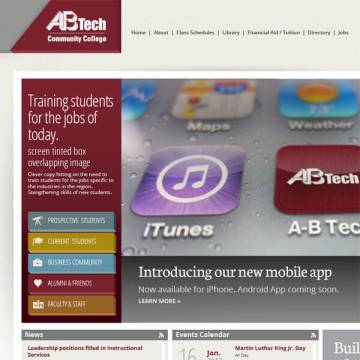 AB Tech
Community College
Home | About | Class Schedules | Library | Financial Aid / Tuition | Directory | Jobs
Training students
for the jobs of
today.
screen tinted box
overlapping image
Clever copy hitting on the need to
train students for the jobs specific to
the industries in the region.
Stengthening skills of new students.
PROSPECTIVE STUDENTS
CURRENT STUDENTS
BUSINESS COMMUNITY
ALUMNI & FRIENDS
FACULTY & STAFF
Maps
Weather
iTunes
AB Tech
A-B Tech
Introducing our new mobile app
Now available for iPhone. Android App coming soon.
LEARN MORE »
News
Leadership positions filled in Instructional
Services
Events Calendar
16
Jan.
Martin Luther King Jr. Day
All Day
Buil